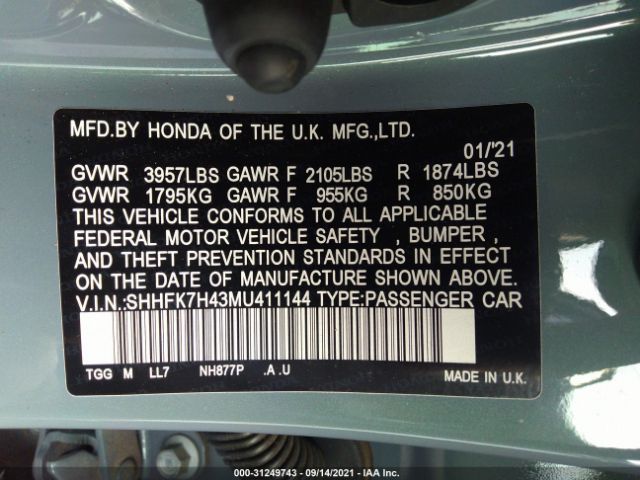 MFD.BY HONDA OF THE U.K. MFG.,LTD.
01/'21
GVWR 3957LBS GAWR F 2105LBS R 1874LBS
GVWR 1795KG GAWR F 955KG R 850KG
THIS VEHICLE CONFORMS TO ALL APPLICABLE
FEDERAL MOTOR VEHICLE SAFETY , BUMPER ,
AND THEFT PREVENTION STANDARDS IN EFFECT
ON THE DATE OF MANUFACTURE SHOWN ABOVE.
V.I.N.:SHHFK7H43MU411144 TYPE:PASSENGER CAR
TGG M LL7 NH877P .A .U MADE IN U.K.
000-31249743 - 09/14/2021 - IAA Inc.